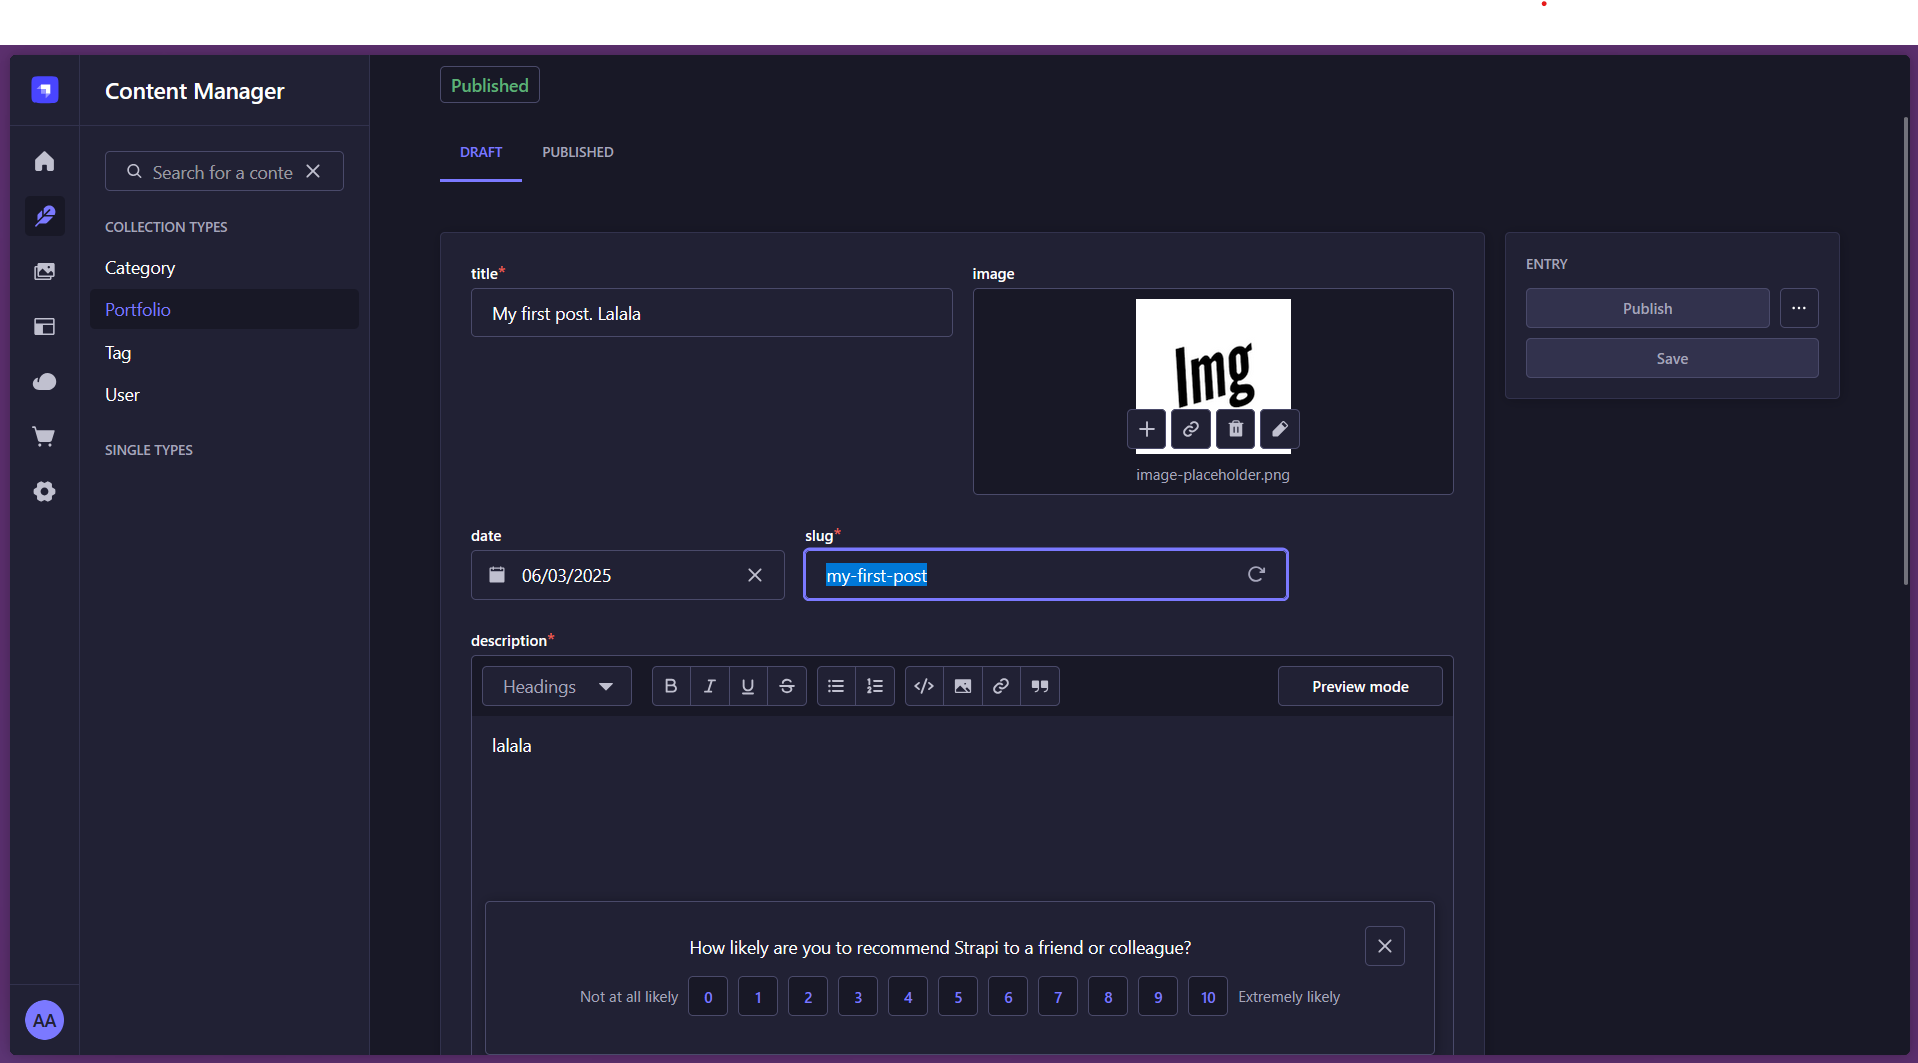 Content Manager
Search for a conte
COLLECTION TYPES
Category
Portfolio
Tag
User
SINGLE TYPES
AA
Published
DRAFT
PUBLISHED
title*
My first post. Lalala
image
Img
image-placeholder.png
date
06/03/2025
slug*
my-first-post
description*
Headings
B I U S
Preview mode
lalala
How likely are you to recommend Strapi to a friend or colleague?
Not at all likely 0 1 2 3 4 5 6 7 8 9 10 Extremely likely
ENTRY
Publish
Save